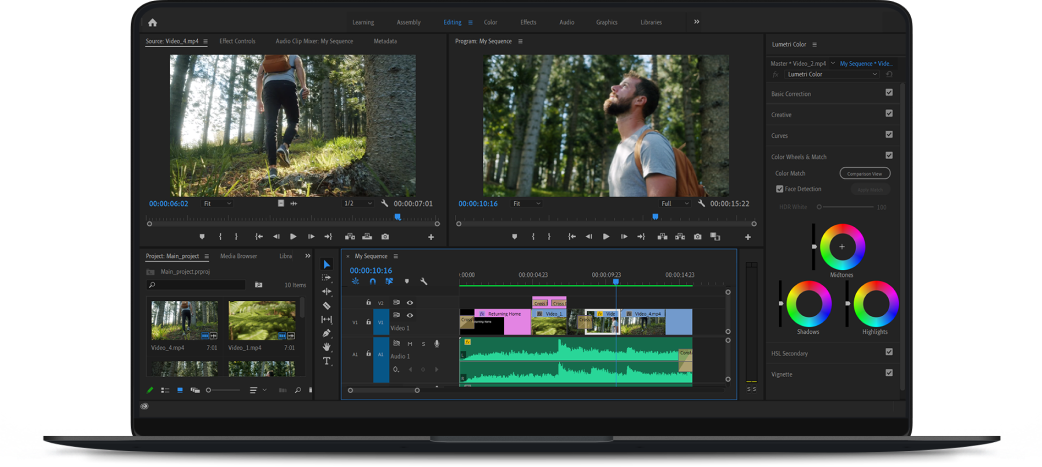 Learning Assembly Editing Color Effects Audio Graphics Libraries
Source: Video_4.mp4 Effect Controls Audio Clip Mixer: My Sequence Metadata
Program: My Sequence
Lumetri Color
Master * Video_2.mp4 My Sequence * Vide..
fx Lumetri Color
Basic Correction
Creative
Curves
Color Wheels & Match
Color Match Comparison View
Face Detection
HDR White 100
Midtones
Shadows Highlights
HSL Secondary
Vignette
00:00:06:02 Fit 1/2 00:00:07:01
00:00:10:16 Fit Full 00:00:15:22
Project: Main_project Media Browser Libra
Main_project.prproj
10 Items
Video_4.mp4 7:01 Video_1.mp4 7:01
My Sequence
00:00:10:16
:00:00 00:00:04:23 00:00:09:23 00:00:14:23
V2
V1 V1 Video 1
Returning Home Video_1. Vide Video_4.mp4
A1 A1 Audio 1 M S
S S